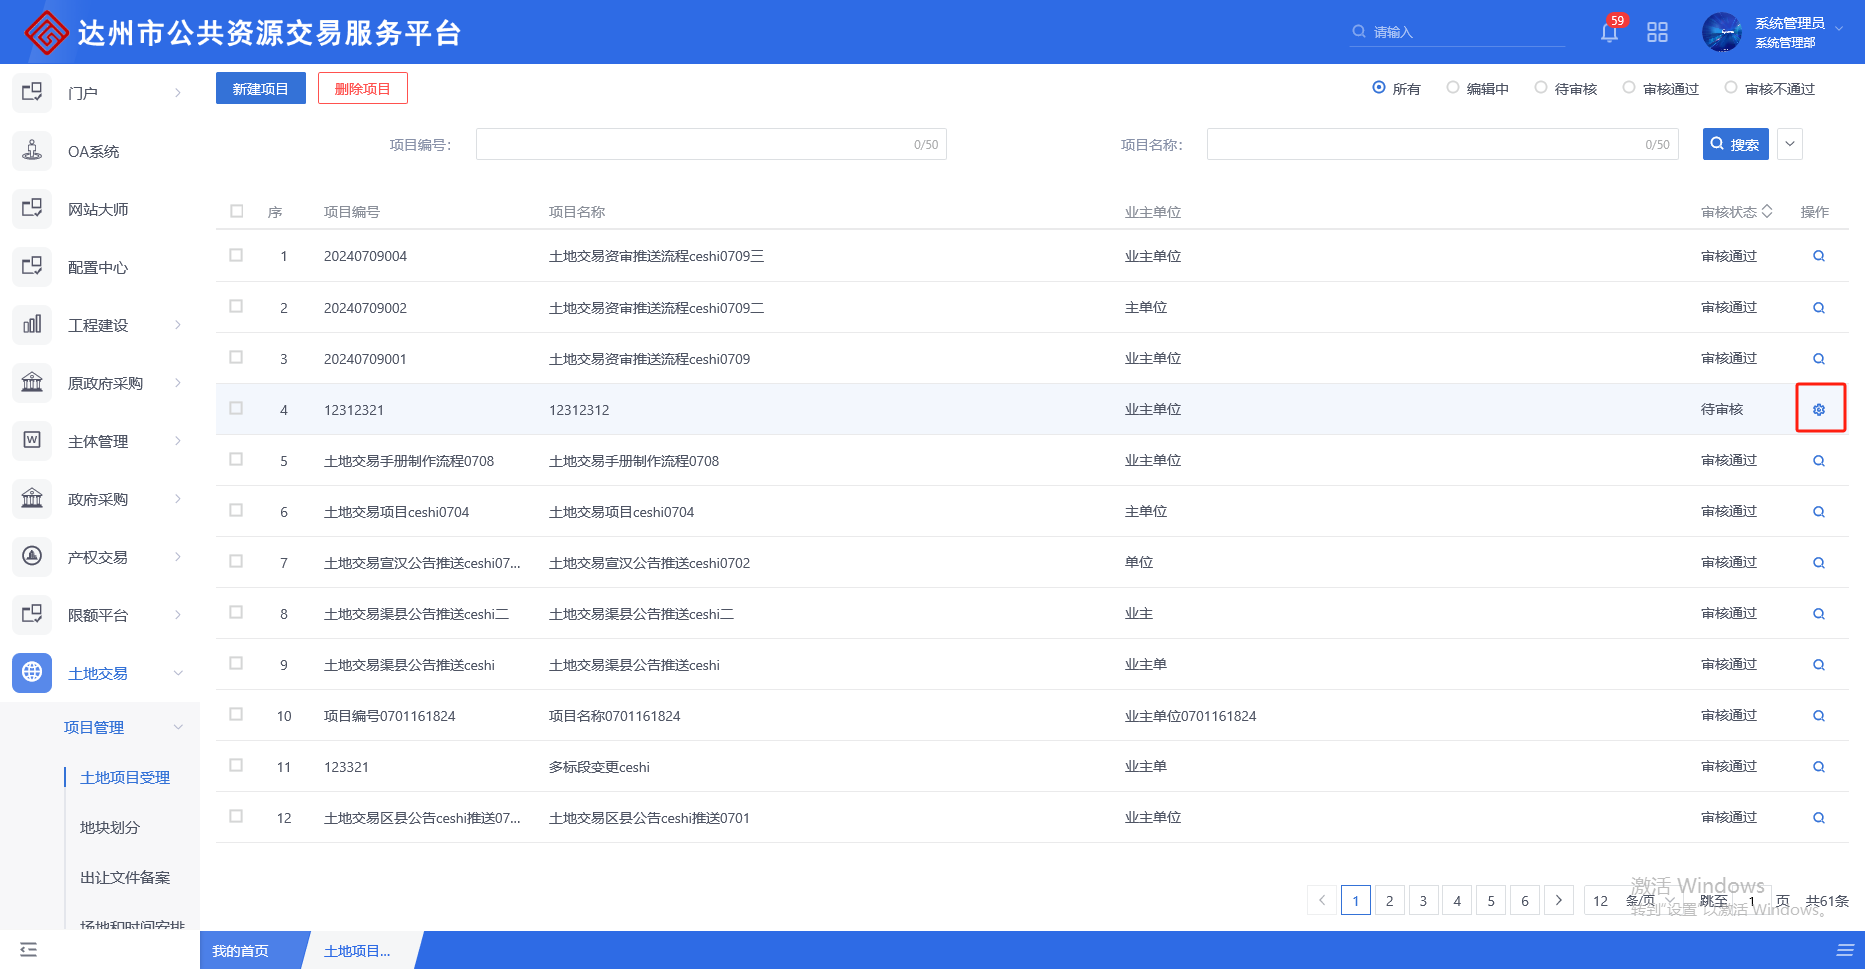 达州市公共资源交易服务平台
请输入
59
系统管理员
系统管理部
门户
OA系统
网站大师
配置中心
工程建设
原政府采购
主体管理
政府采购
产权交易
限额平台
土地交易
项目管理
土地项目受理
地块划分
出让文件备案
场地和时间安排
新建项目 删除项目
所有 编辑中 待审核 审核通过 审核不通过
项目编号: 0/50 项目名称: 0/50 搜索
序 项目编号 项目名称 业主单位 审核状态 操作
1 20240709004 土地交易资审推送流程ceshi0709三 业主单位 审核通过
2 20240709002 土地交易资审推送流程ceshi0709二 主单位 审核通过
3 20240709001 土地交易资审推送流程ceshi0709 业主单位 审核通过
4 12312321 12312312 业主单位 待审核
5 土地交易手册制作流程0708 土地交易手册制作流程0708 业主单位 审核通过
6 土地交易项目ceshi0704 土地交易项目ceshi0704 主单位 审核通过
7 土地交易宣汉公告推送ceshi07... 土地交易宣汉公告推送ceshi0702 单位 审核通过
8 土地交易渠县公告推送ceshi二 土地交易渠县公告推送ceshi二 业主 审核通过
9 土地交易渠县公告推送ceshi 土地交易渠县公告推送ceshi 业主单 审核通过
10 项目编号0701161824 项目名称0701161824 业主单位0701161824 审核通过
11 123321 多标段变更ceshi 业主单 审核通过
12 土地交易区县公告ceshi推送07... 土地交易区县公告ceshi推送0701 业主单位 审核通过
1 2 3 4 5 6 12 条/页 跳至 1 页 共61条
激活 Windows
转到"设置"以激活 Windows。
我的首页 土地项目...